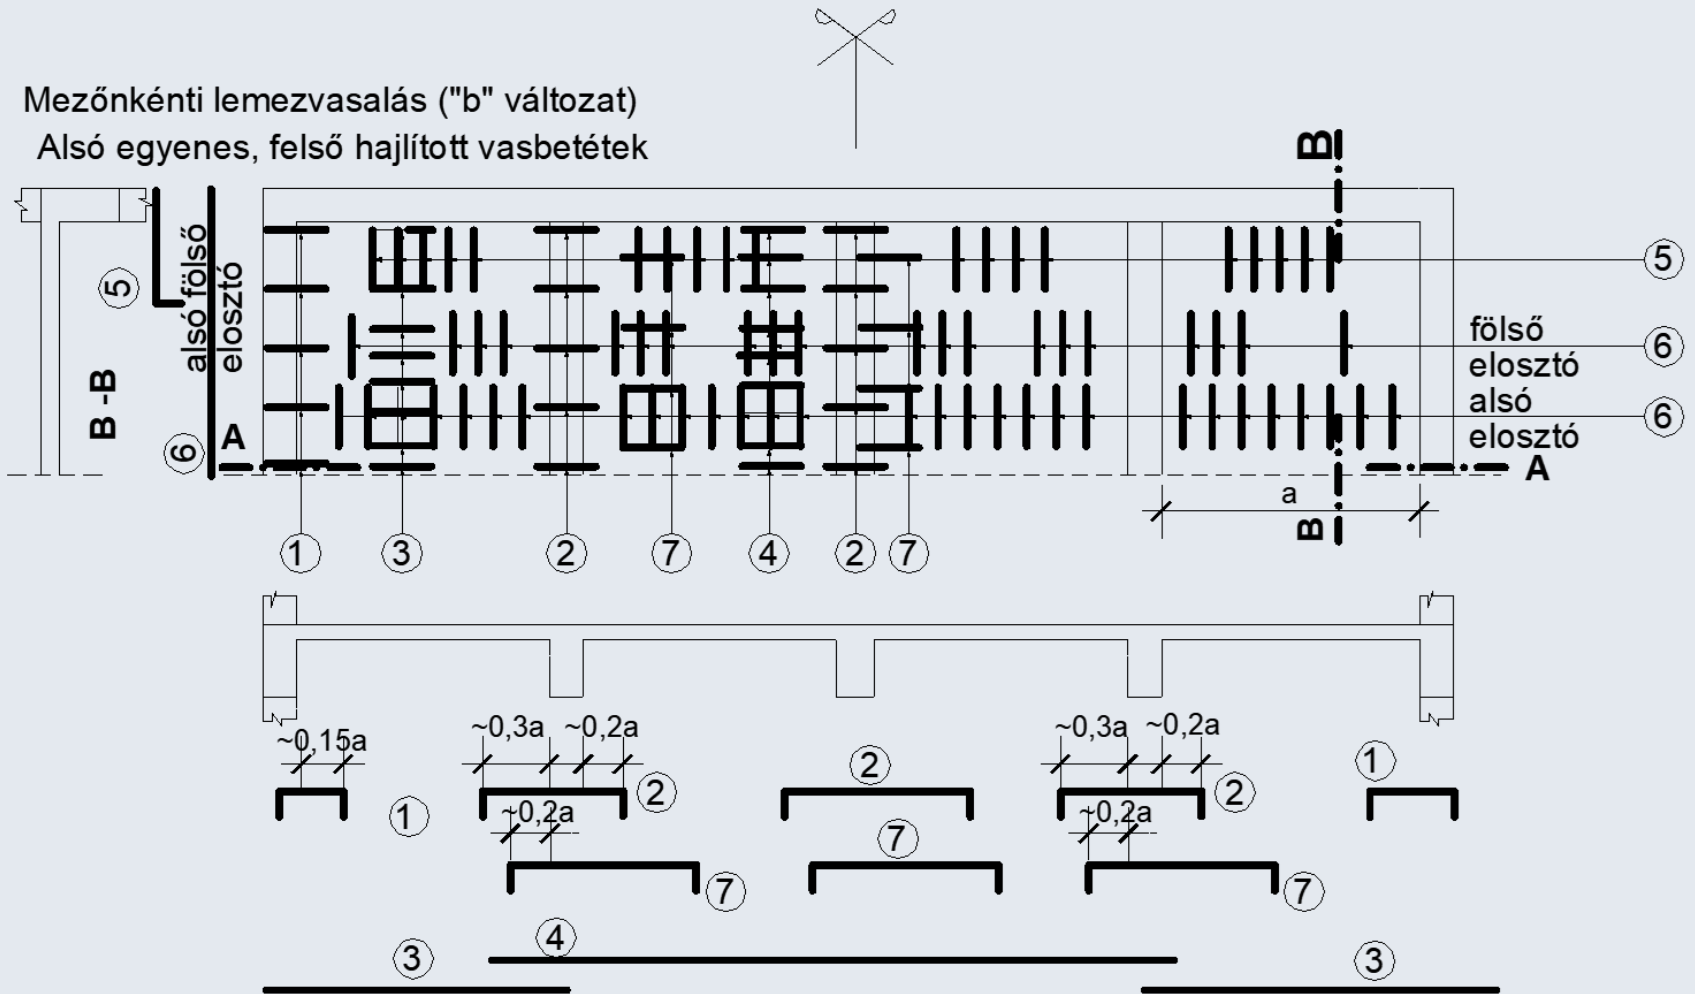 Mezőnkénti lemezvasalás ("b" változat)
Alsó egyenes, felső hajlított vasbetétek
B
5
alsó fölső
elosztó
5
B -B
6
A
fölső
elosztó
6
alsó
elosztó
6
A
a
B
1
3
2
7
4
2
7
~0,15a
~0,3a
~0,2a
~0,3a
~0,2a
2
1
1
2
2
~0,2a
~0,2a
7
7
7
4
3
3